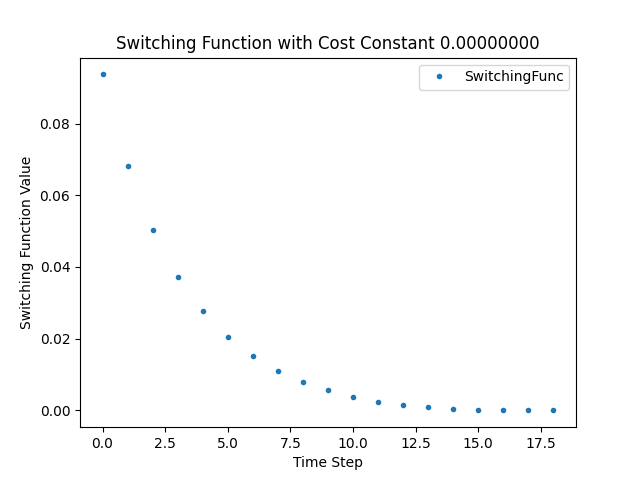 Switching Function with Cost Constant 0.00000000
SwitchingFunc
Switching Function Value
0.08
0.06
0.04
0.02
0.00
0.0 2.5 5.0 7.5 10.0 12.5 15.0 17.5
Time Step